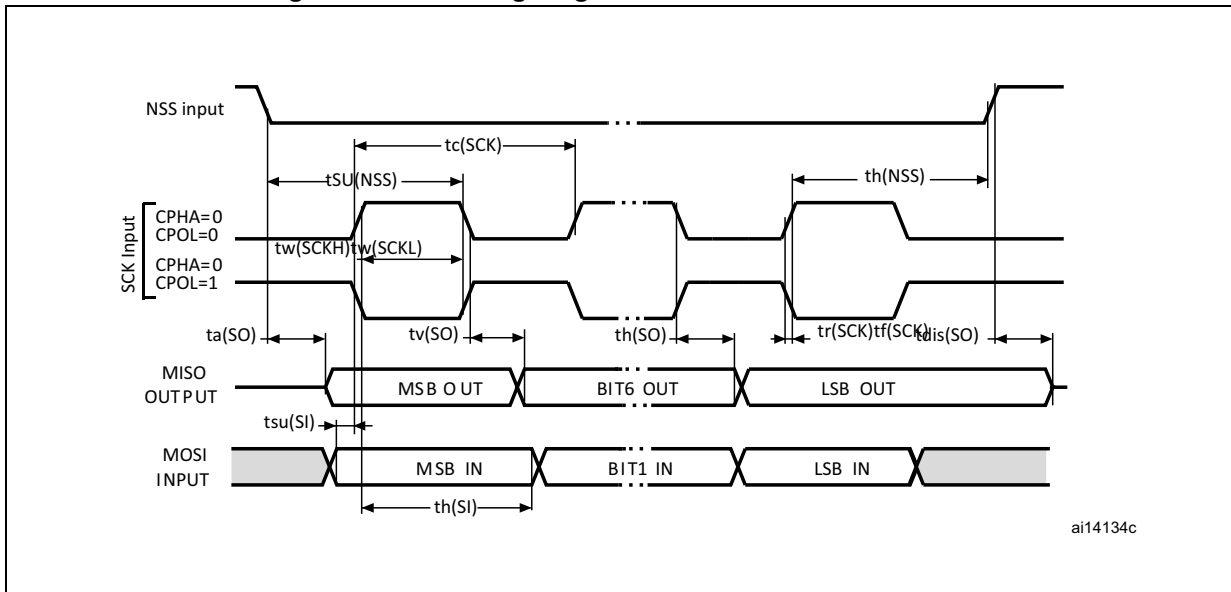 NSS input
tc(SCK)
tSU(NSS)
th(NSS)
SCK Input
CPHA=0
CPOL=0
tw(SCKH)tw(SCKL)
CPHA=0
CPOL=1
ta(SO)
tv(SO)
th(SO)
tr(SCK)tf(SCK)
tdis(SO)
MISO
OUTPUT
MSB OUT
BIT6 OUT
LSB OUT
tsu(SI)
MOSI
INPUT
MSB IN
BIT1 IN
LSB IN
th(SI)
ai14134c